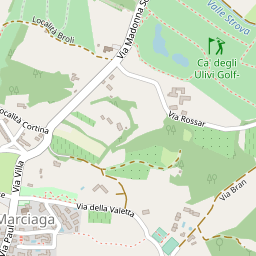 Località Broli
Via Madonna
Valle Strova
Ca' degli
Ulivi Golf-
Via Rossar
Località Cortina
Via Villa
Via Bran
Via della Valetta
Marciaga
Via Paul